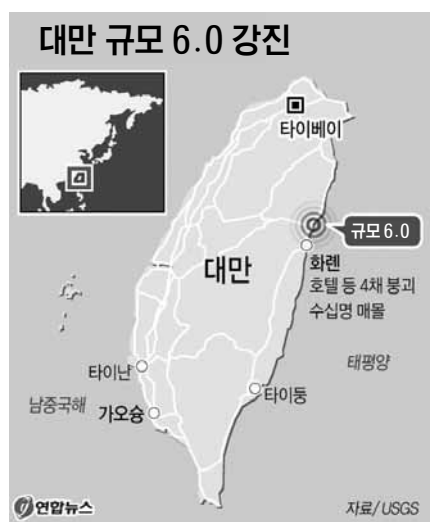 대만 규모 6.0 강진
타이베이
규모 6.0
화롄
호텔 등 4채 붕괴
수십명 매몰
대만
태평양
타이난
타이둥
남중국해
가오슝
연합뉴스
자료/USGS